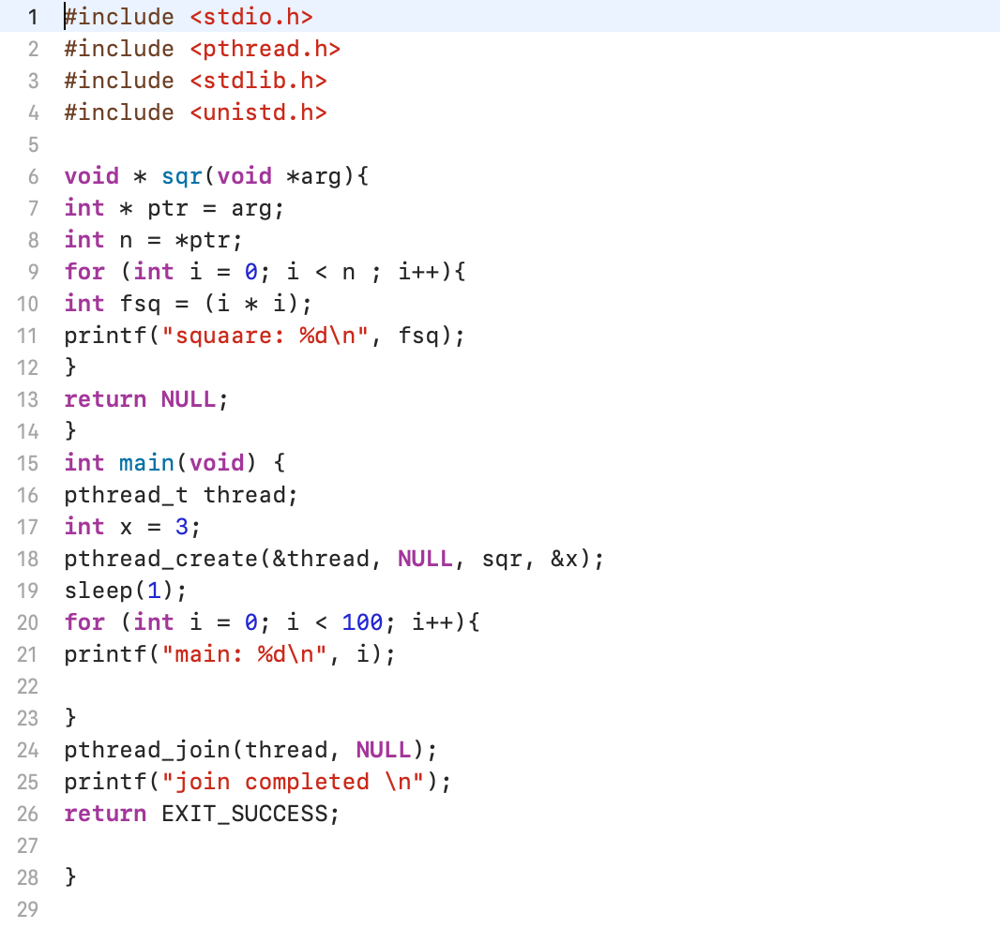 1 #include <stdio.h>
2 #include <pthread.h>
3 #include <stdlib.h>
4 #include <unistd.h>
5
6 void * sqr(void *arg){
7 int * ptr = arg;
8 int n = *ptr;
9 for (int i = 0; i < n ; i++){
10 int fsq = (i * i);
11 printf("squaare: %d\n", fsq);
12 }
13 return NULL;
14 }
15 int main(void) {
16 pthread_t thread;
17 int x = 3;
18 pthread_create(&thread, NULL, sqr, &x);
19 sleep(1);
20 for (int i = 0; i < 100; i++){
21 printf("main: %d\n", i);
22
23 }
24 pthread_join(thread, NULL);
25 printf("join completed \n");
26 return EXIT_SUCCESS;
27
28 }
29